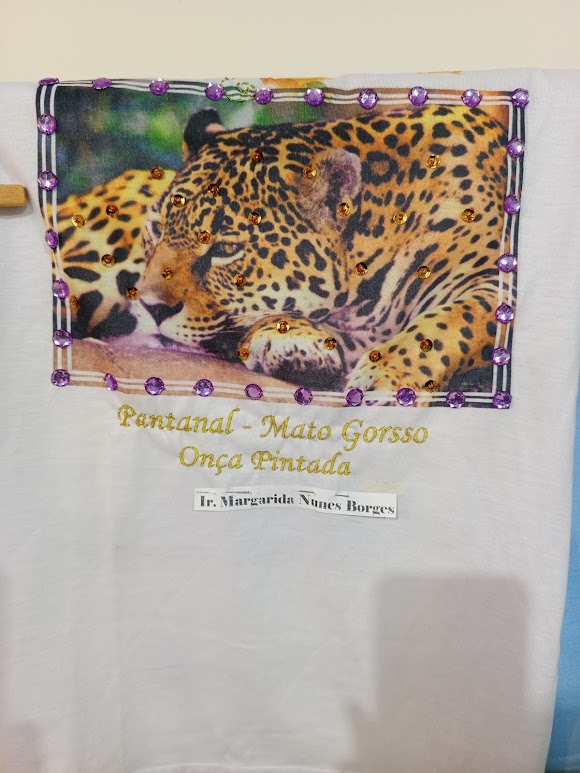 Pantanal - Mato Gorsso
Onça Pintada
Ir. Margarida Nunes Borges